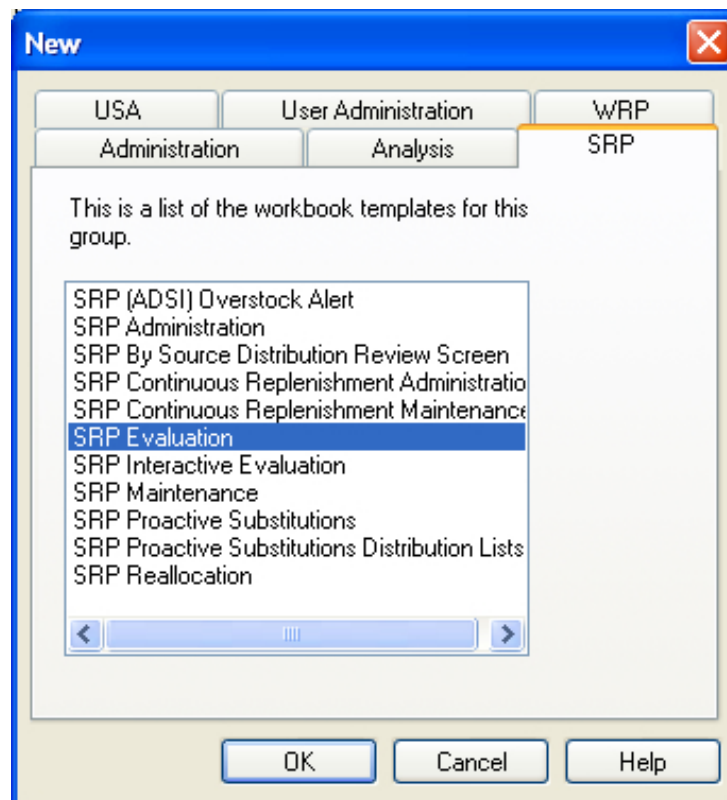 New
USA
User Administration
WRP
Administration
Analysis
SRP
This is a list of the workbook templates for this
group.
SRP (ADSI) Overstock Alert
SRP Administration
SRP By Source Distribution Review Screen
SRP Continuous Replenishment Administratio
SRP Continuous Replenishment Maintenance
SRP Evaluation
SRP Interactive Evaluation
SRP Maintenance
SRP Proactive Substitutions
SRP Proactive Substitutions Distribution Lists
SRP Reallocation
OK
Cancel
Help